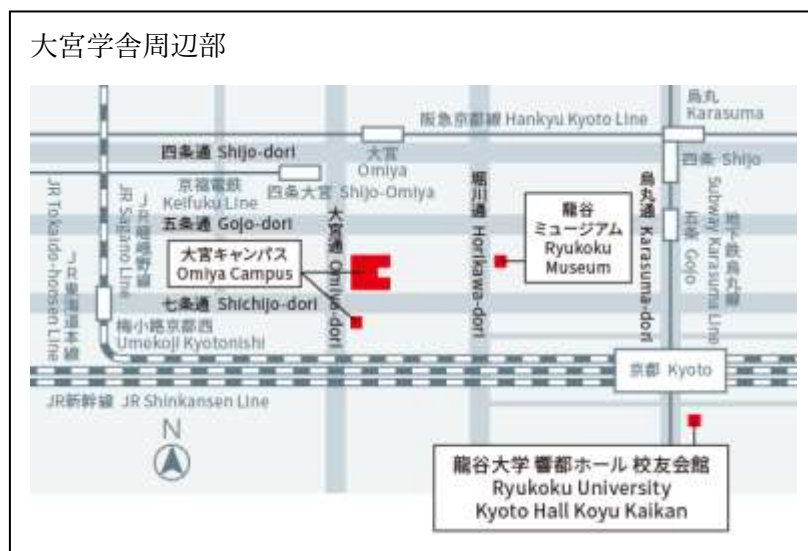 大宮学舎周辺部
烏丸
Karasuma
阪急京都線 Hankyu Kyoto Line
四条通 Shijo-dori
大宮
Omiya
四条 Shijo
京福電鉄
Keifuku Line
四条大宮 Shijo-Omiya
JR嵯峨野線
JR Sagano Line
JR東海道本線
JR Tokaido-honsen Line
五条通 Gojo-dori
大宮通 Omiya-dori
堀川通 Horikawa-dori
烏丸通 Karasuma-dori
五条 Gojo
地下鉄烏丸線
Subway Karasuma Line
龍谷
ミュージアム
Ryukoku
Museum
大宮キャンパス
Omiya Campus
七条通 Shichijo-dori
梅小路京都西
Umekoji Kyotonishi
京都 Kyoto
JR新幹線 JR Shinkansen Line
N
龍谷大学 響都ホール 校友会館
Ryukoku University
Kyoto Hall Koyu Kaikan